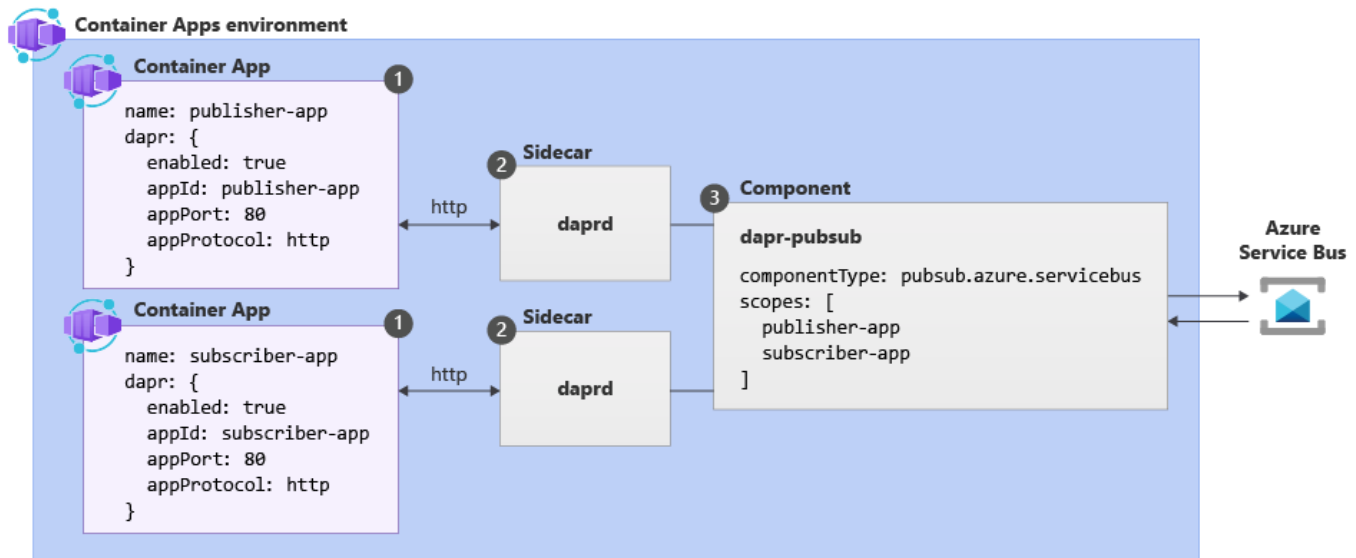 Container Apps environment
Container App
1
name: publisher-app
dapr: {
enabled: true
appId: publisher-app
appPort: 80
appProtocol: http
}
http
2
Sidecar
daprd
Container App
1
name: subscriber-app
dapr: {
enabled: true
appId: subscriber-app
appPort: 80
appProtocol: http
}
http
2
Sidecar
daprd
3
Component
dapr-pubsub
componentType: pubsub.azure.servicebus
scopes: [
publisher-app
subscriber-app
]
Azure
Service Bus